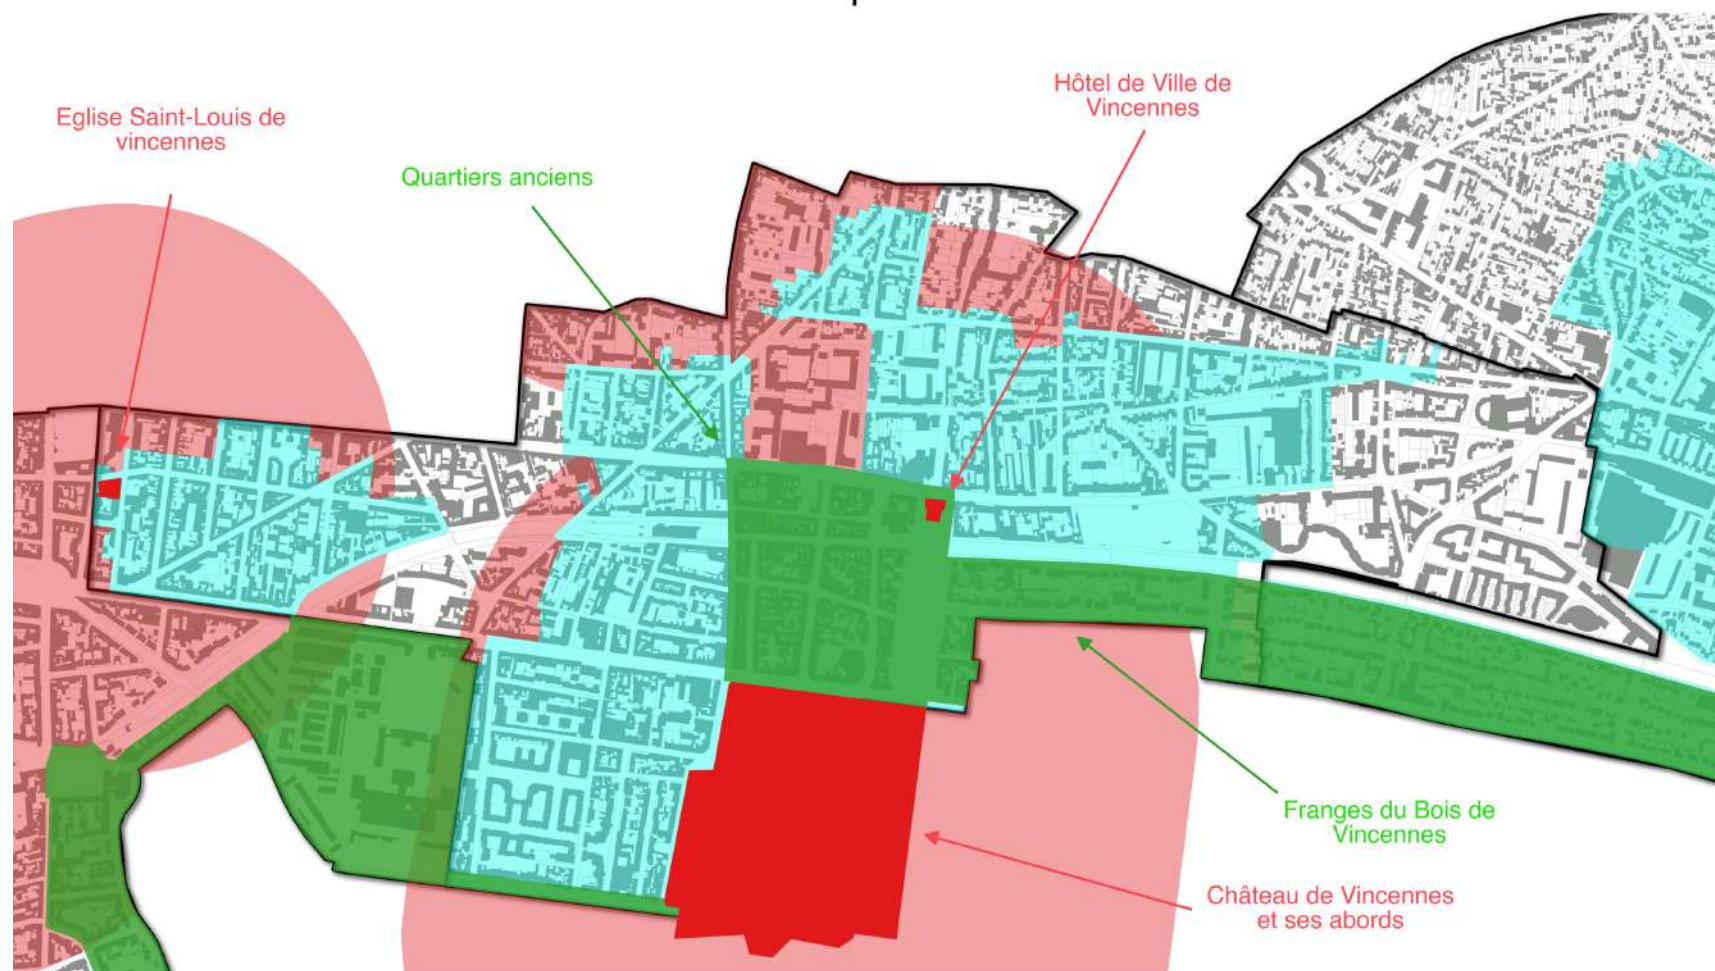 Eglise Saint-Louis de
vincennes
Quartiers anciens
Hôtel de Ville de
Vincennes
Franges du Bois de
Vincennes
Château de Vincennes
et ses abords